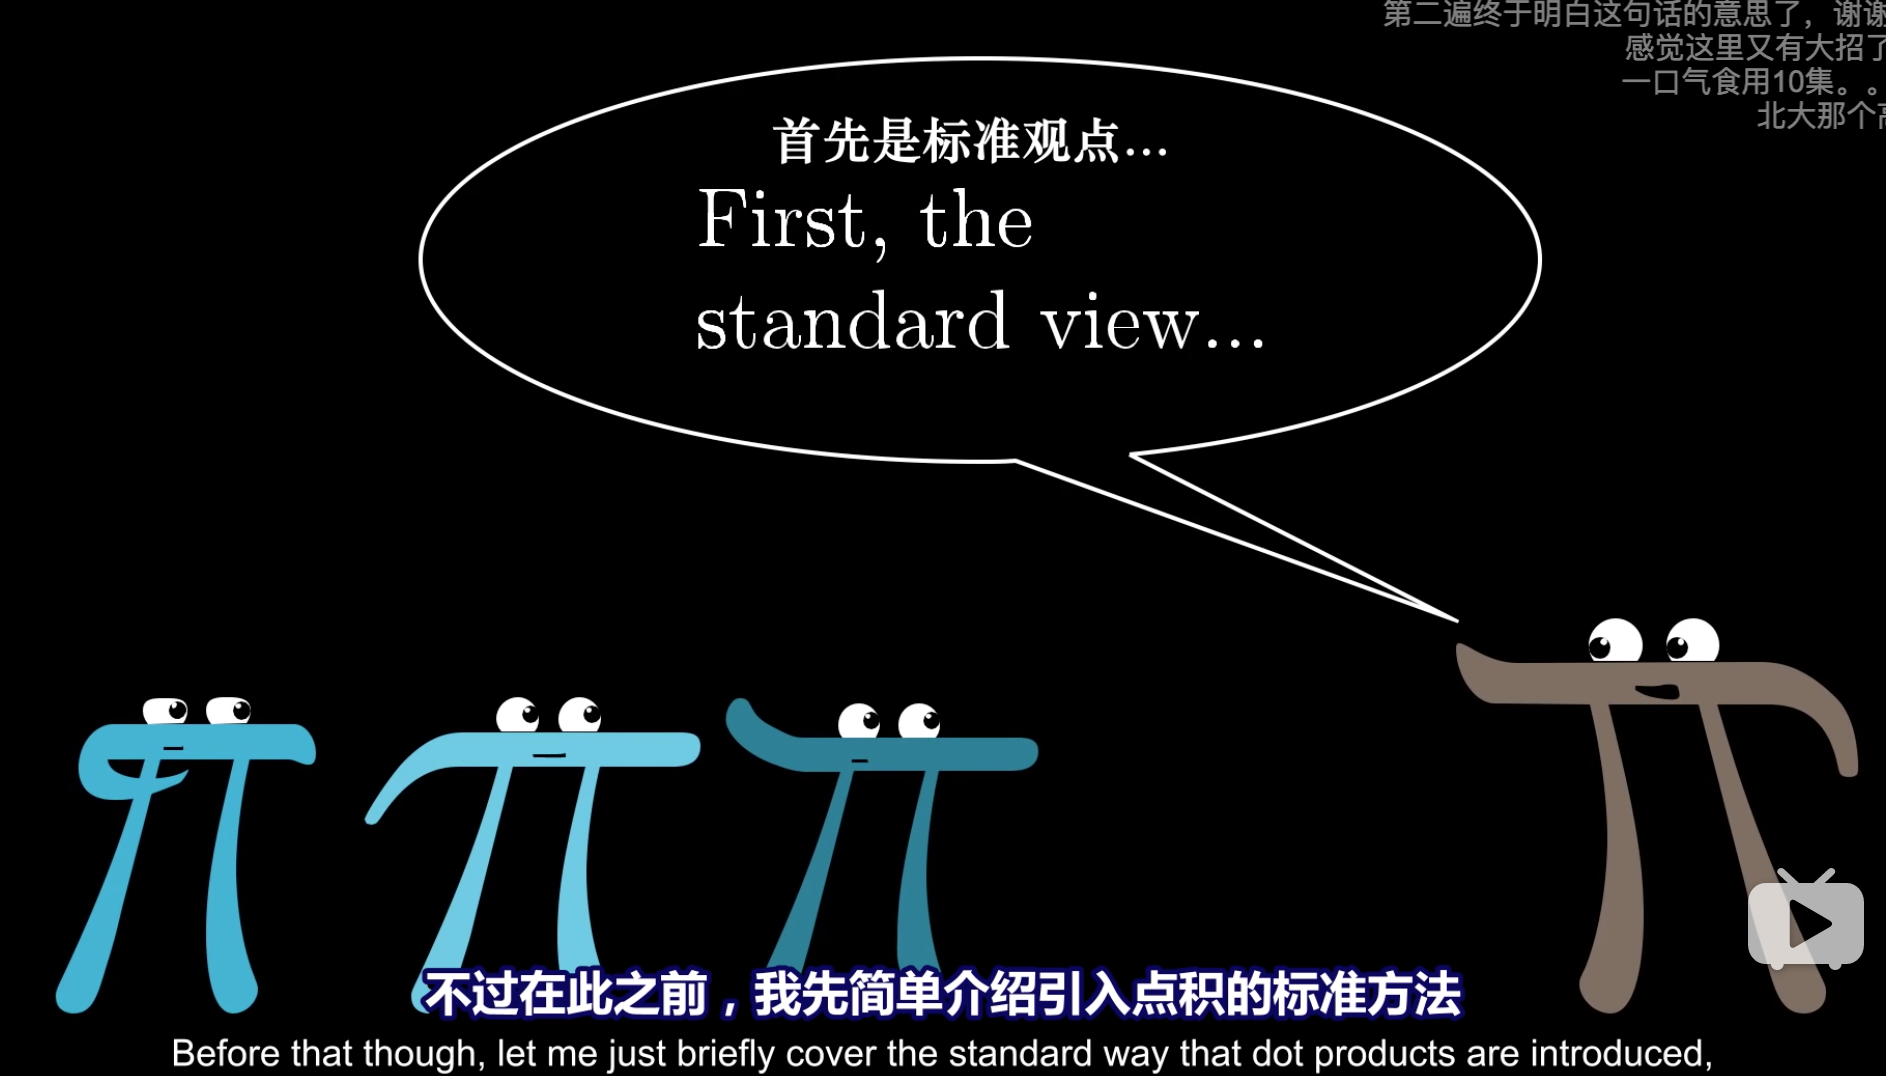 第二遍终于明白这句话的意思了，谢谢
感觉这里又有大招了
一口气食用10集。。
北大那个
首先是标准观点...
First, the
standard view...
不过在此之前，我先简单介绍引入点积的标准方法
Before that though, let me just briefly cover the standard way that dot products are introduced,